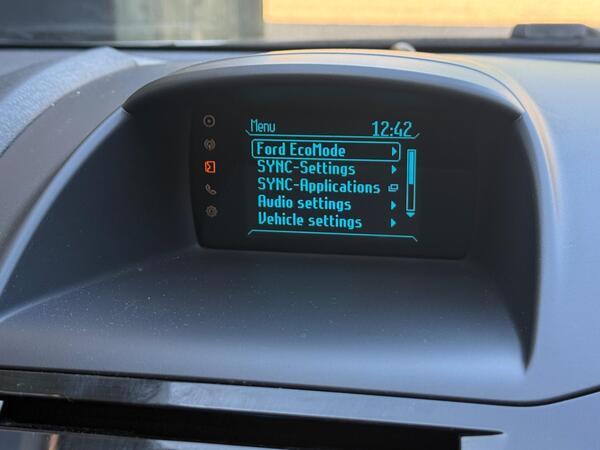 Menu 12:42
Ford EcoMode
SYNC-Settings
SYNC-Applications
Audio settings
Vehicle settings